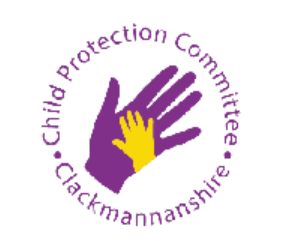 Child Protection Committee
• Clackmannanshire •